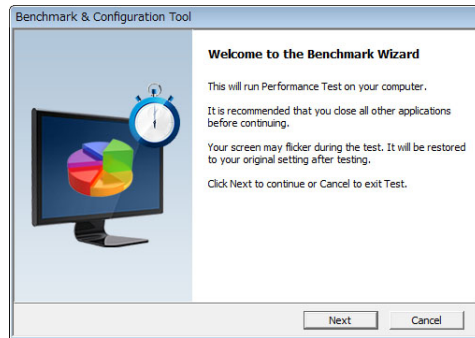 Benchmark & Configuration Tool
Welcome to the Benchmark Wizard
This will run Performance Test on your computer.
It is recommended that you close all other applications
before continuing.
Your screen may flicker during the test. It will be restored
to your original setting after testing.
Click Next to continue or Cancel to exit Test.
Next
Cancel